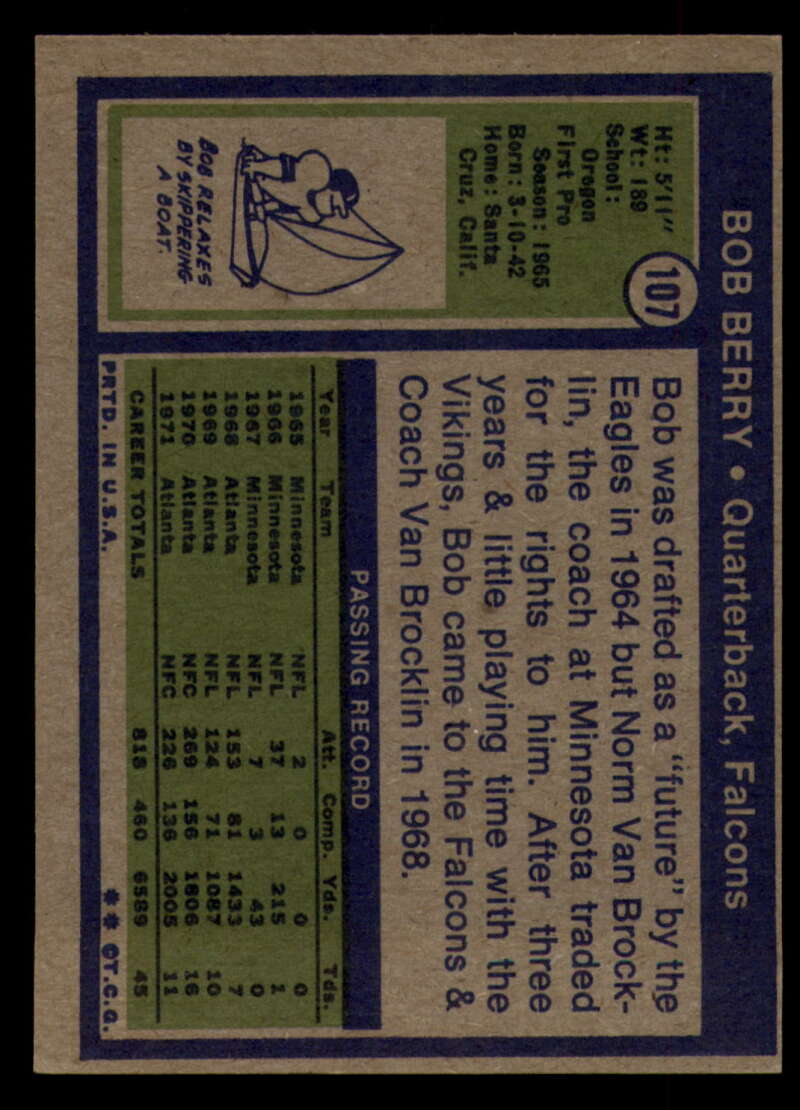 BOB BERRY • Quarterback, Falcons
107
Ht: 5'11"
Wt: 189
School:
Oregon
First Pro
Season: 1965
Born: 3-10-42
Home: Santa
Cruz, Calif.
BOB RELAXES
BY SKIPPERING
A BOAT.
Bob was drafted as a "future" by the
Eagles in 1964 but Norm Van Brock-
lin, the coach at Minnesota traded
for the rights to him. After three
years & little playing time with the
Vikings, Bob came to the Falcons &
Coach Van Brocklin in 1968.
PASSING RECORD
Year Team Att. Comp. Yds. Tds.
1965 Minnesota NFL 2 0 0 0
1966 Minnesota NFL 37 13 215 1
1967 Minnesota NFL 7 3 43 0
1968 Atlanta NFL 153 81 1433 7
1969 Atlanta NFL 124 71 1087 10
1970 Atlanta NFC 269 156 1806 16
1971 Atlanta NFC 226 136 2005 11
CAREER TOTALS 818 460 6589 45
PRTD. IN U.S.A. ** ©T.C.G.